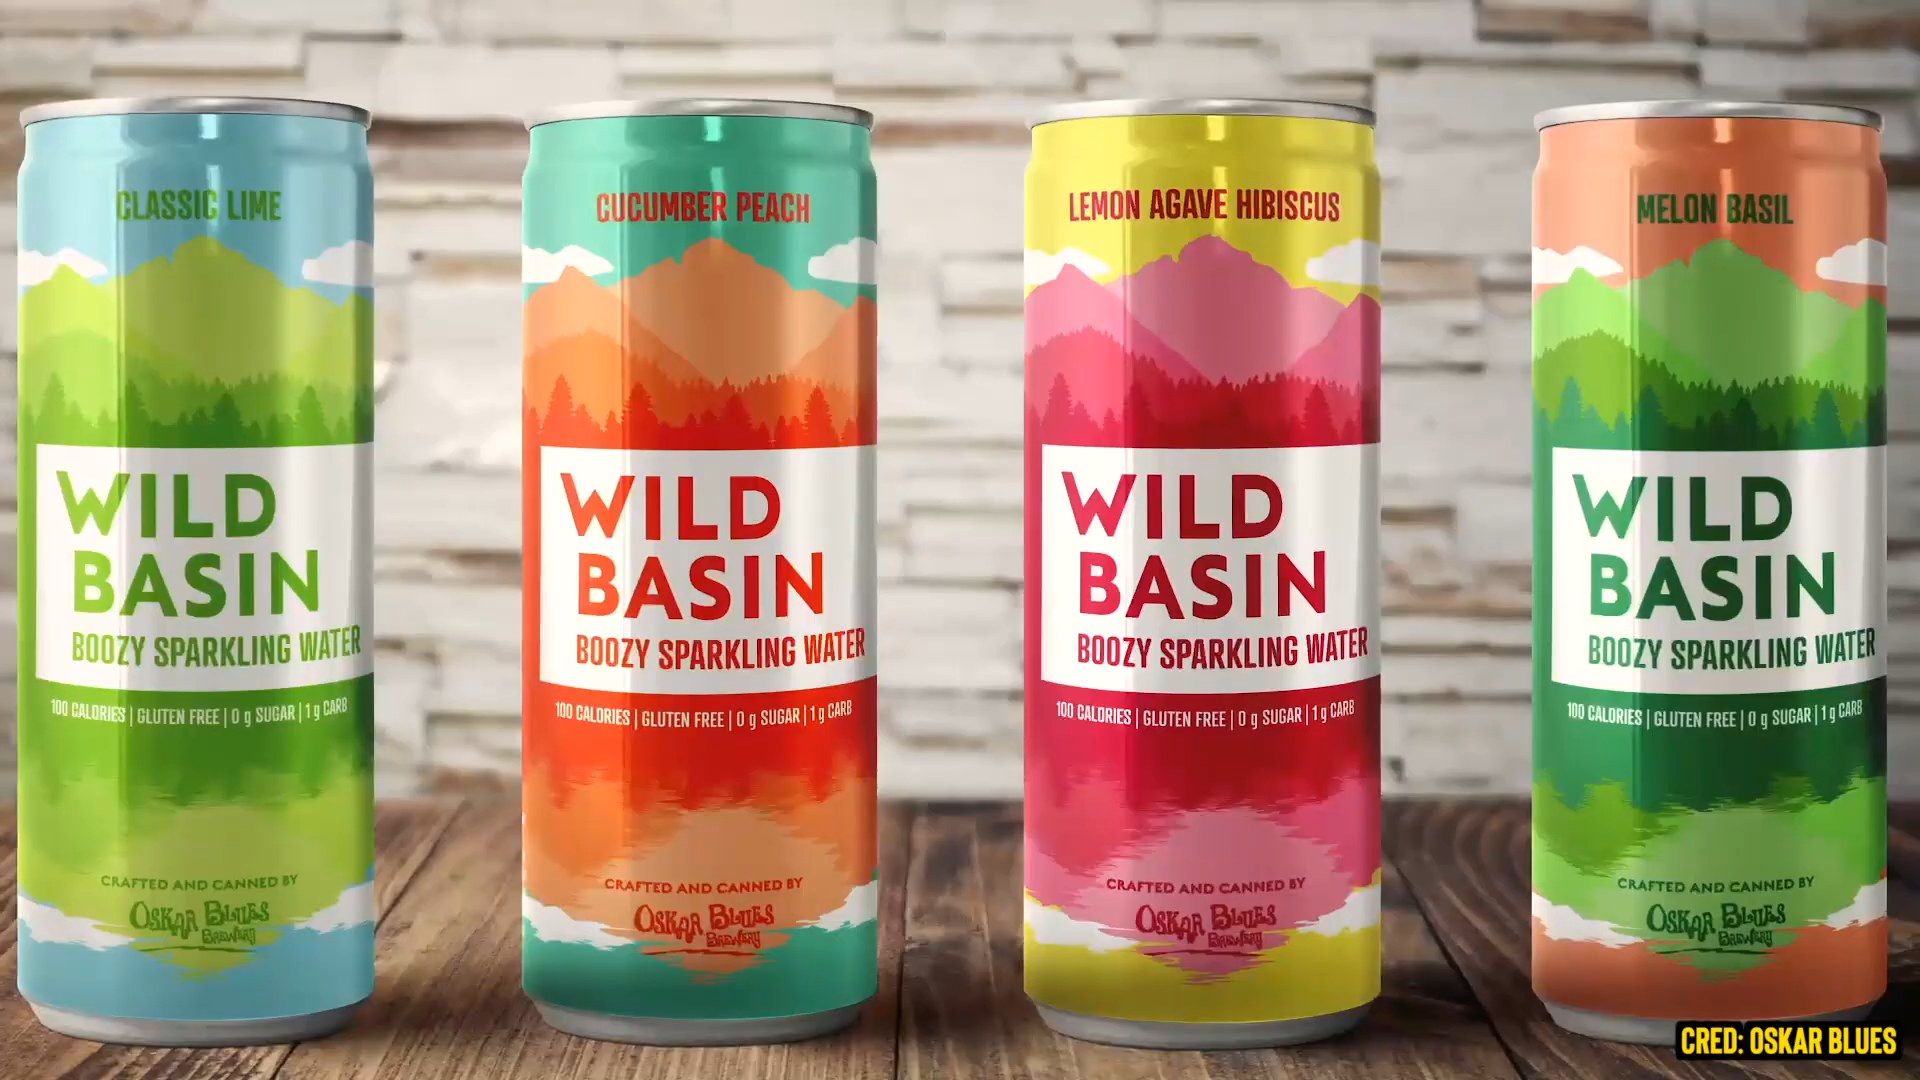 CLASSIC LIME
WILD
BASIN
BOOZY SPARKLING WATER
100 CALORIES | GLUTEN FREE | 0 g SUGAR | 1 g CARB
CRAFTED AND CANNED BY
OSKAR BLUES
BREWERY
CUCUMBER PEACH
WILD
BASIN
BOOZY SPARKLING WATER
100 CALORIES | GLUTEN FREE | 0 g SUGAR | 1 g CARB
CRAFTED AND CANNED BY
OSKAR BLUES
BREWERY
LEMON AGAVE HIBISCUS
WILD
BASIN
BOOZY SPARKLING WATER
100 CALORIES | GLUTEN FREE | 0 g SUGAR | 1 g CARB
CRAFTED AND CANNED BY
OSKAR BLUES
BREWERY
MELON BASIL
WILD
BASIN
BOOZY SPARKLING WATER
100 CALORIES | GLUTEN FREE | 0 g SUGAR | 1 g CARB
CRAFTED AND CANNED BY
OSKAR BLUES
BREWERY
CRED: OSKAR BLUES